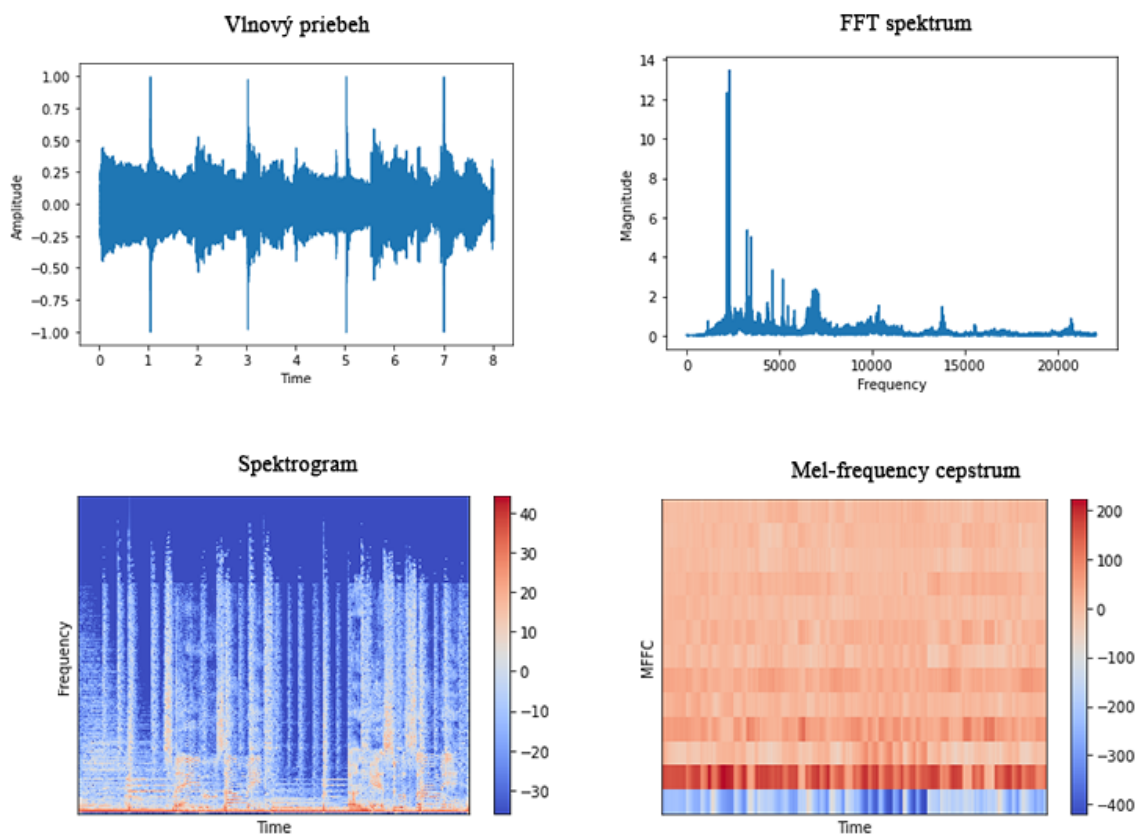 Vlnový priebeh
1.00
0.75
0.50
0.25
0.00
−0.25
−0.50
−0.75
−1.00
Amplitude
0 1 2 3 4 5 6 7 8
Time
FFT spektrum
14
12
10
8
6
4
2
0
Magnitude
0 5000 10000 15000 20000
Frequency
Spektrogram
Frequency
Time
40
30
20
10
0
−10
−20
−30
Mel-frequency cepstrum
MFFC
Time
200
100
0
−100
−200
−300
−400